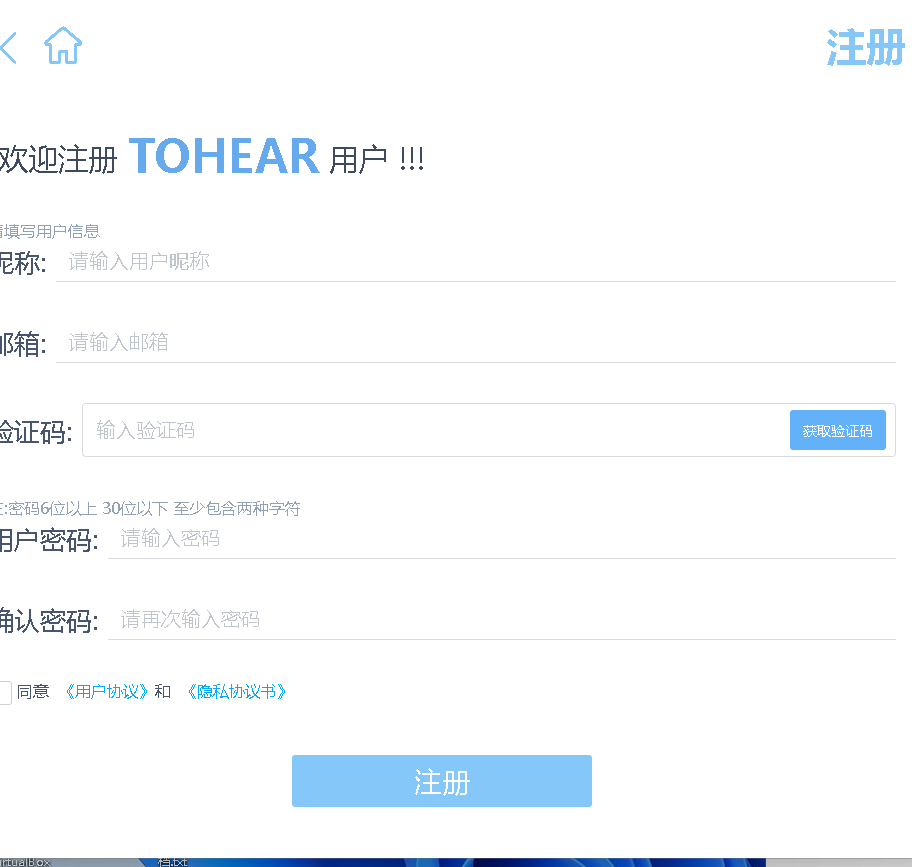 注册
欢迎注册 TOHEAR 用户 !!!
请填写用户信息
昵称: 请输入用户昵称
邮箱: 请输入邮箱
验证码: 输入验证码 获取验证码
注:密码6位以上 30位以下 至少包含两种字符
用户密码: 请输入密码
确认密码: 请再次输入密码
同意 《用户协议》和 《隐私协议书》
注册
档.txt